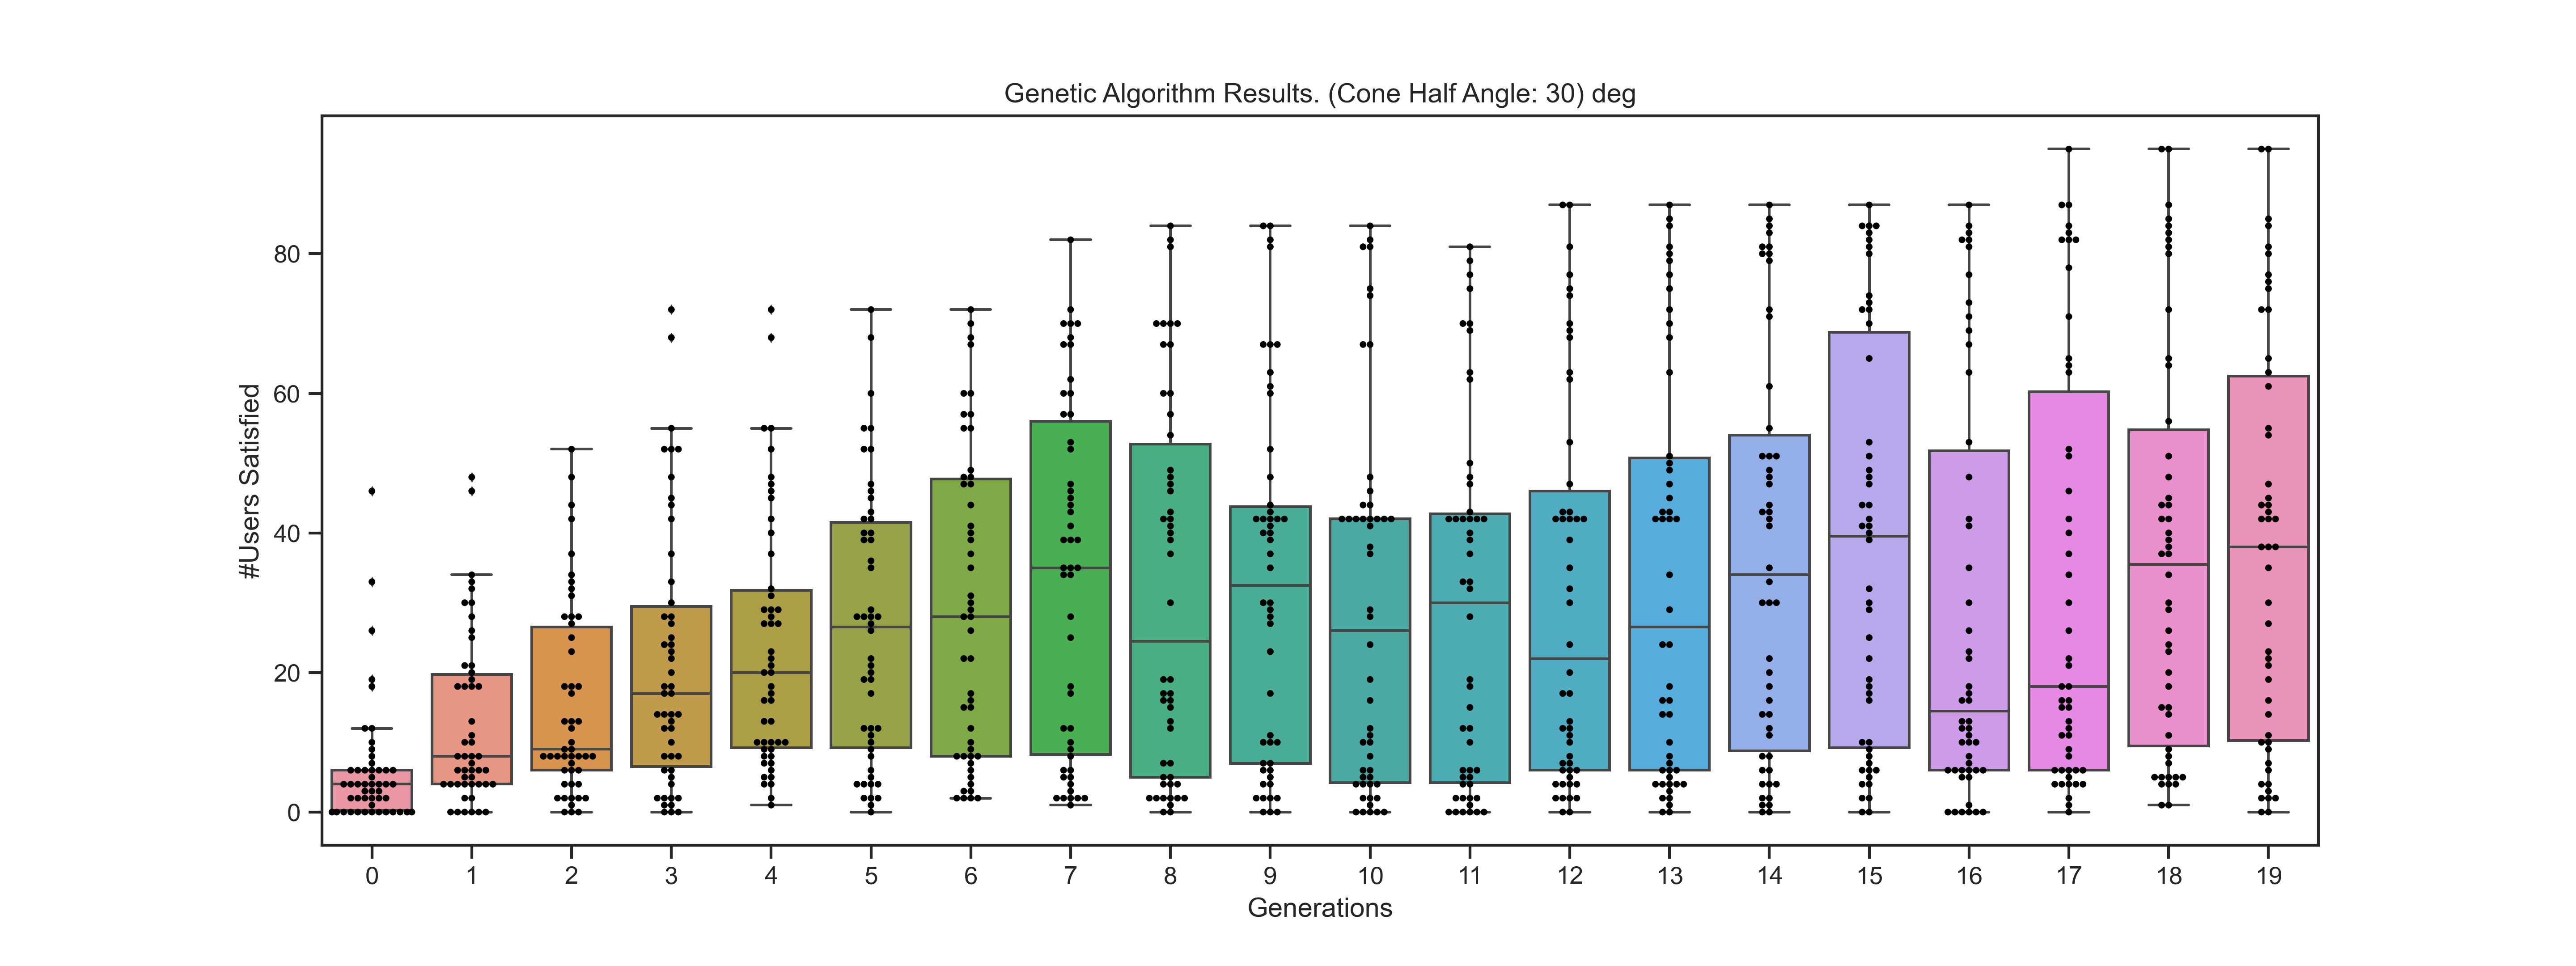 Genetic Algorithm Results. (Cone Half Angle: 30) deg
#Users Satisfied
80
60
40
20
0
0 1 2 3 4 5 6 7 8 9 10 11 12 13 14 15 16 17 18 19
Generations